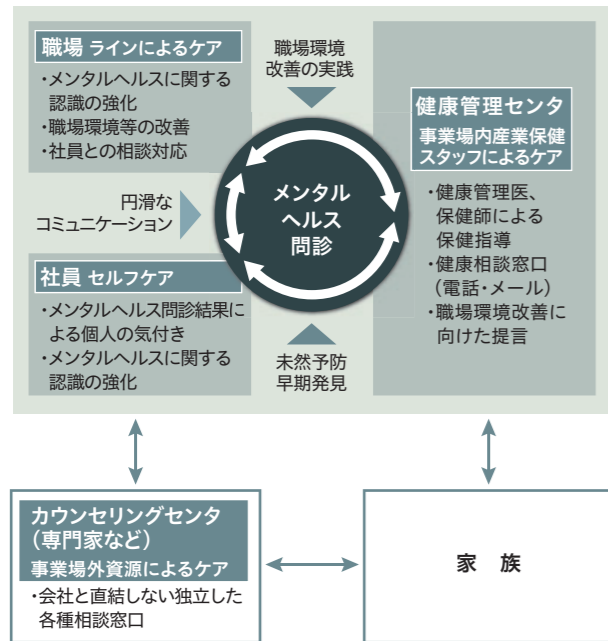 職場 ラインによるケア
・メンタルヘルスに関する
認識の強化
・職場環境等の改善
・社員との相談対応
職場環境
改善の実践
健康管理センタ
事業場内産業保健
スタッフによるケア
・健康管理医、
保健師による
保健指導
・健康相談窓口
（電話・メール）
・職場環境改善に
向けた提言
円滑な
コミュニケーション
メンタル
ヘルス
問診
社員 セルフケア
・メンタルヘルス問診結果に
よる個人の気付き
・メンタルヘルスに関する
認識の強化
未然予防
早期発見
カウンセリングセンタ
（専門家など）
事業場外資源によるケア
・会社と直結しない独立した
各種相談窓口
家 族